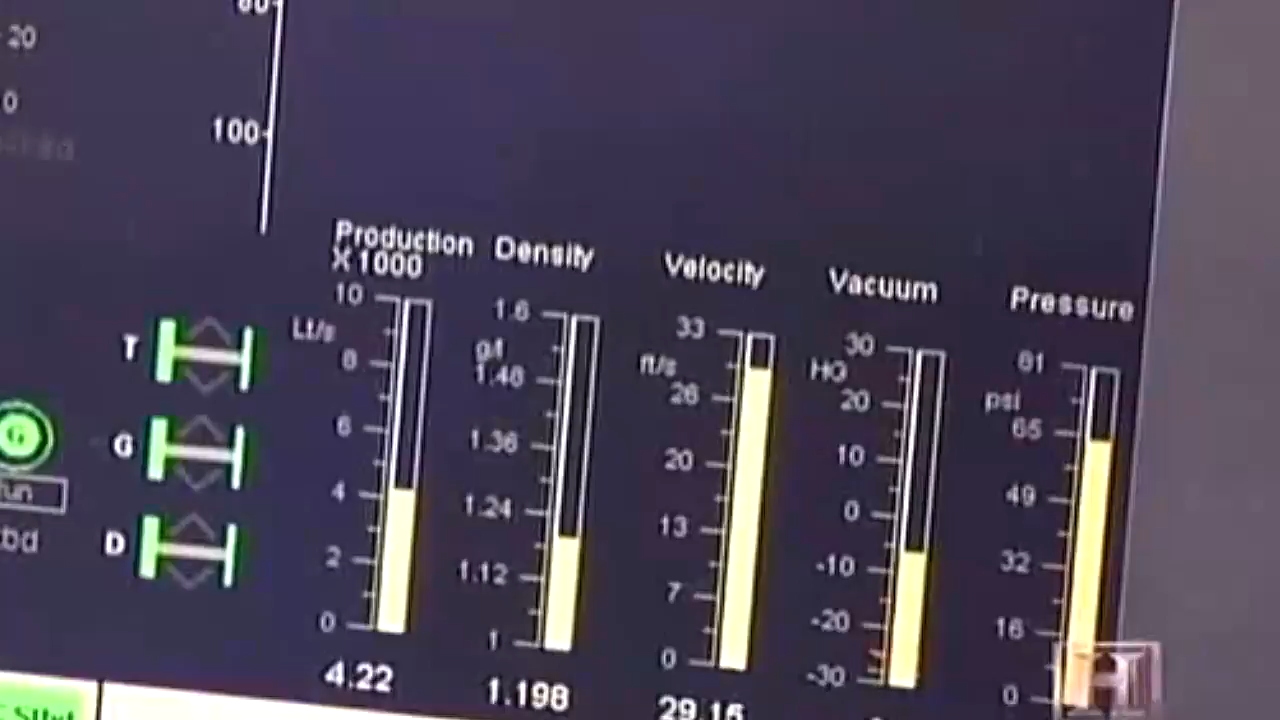 80
20
0
100
Production
X1000
Density
Velocity
Vacuum
Pressure
10
8
6
4
2
0
Lt/s
4.22
1.6
g/l
1.48
1.36
1.24
1.12
1
1.198
33
ft/s
26
20
13
7
0
29.15
30
HG
20
10
0
-10
-20
-30
81
psi
65
49
32
16
0
T
G
D
G
H